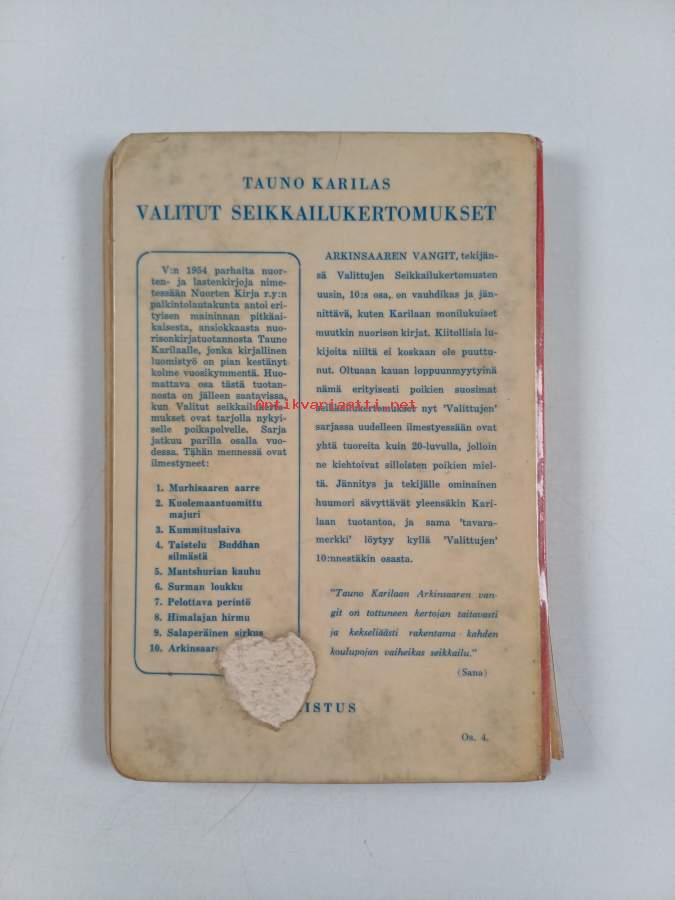 TAUNO KARILAS
VALITUT SEIKKAILUKERTOMUKSET
V:n 1954 parhaita nuor-
ten- ja lastenkirjoja nime-
tessään Nuorten Kirja r.y:n
palkintolautakunta antoi eri-
tyisen maininnan pitkäai-
kaisesta, ansiokkaasta nuo-
risonkirjatuotannosta Tauno
Karilaalle, jonka kirjallinen
luomistyö on pian kestänyt
kolme vuosikymmentä. Huo-
mattava osa tästä tuotan-
nosta on jälleen saatavissa,
kun Valitut seikkailukerto-
mukset ovat tarjolla nykyi-
selle poikapolvelle. Sarja
jatkuu parilla osalla vuo-
dessa. Tähän mennessä ovat
ilmestyneet:
1. Murhisaaren aarre
2. Kuolemaantuomittu
majuri
3. Kummituslaiva
4. Taistelu Buddhan
silmästä
5. Mantshurian kauhu
6. Surman loukku
7. Pelottava perintö
8. Himalajan hirmu
9. Salaperäinen sirkus
10. Arkinsaare
ARKINSAAREN VANGIT, tekijän-
sä Valittujen Seikkailukertomusten
uusin, 10:s osa, on vauhdikas ja jän-
nittävä, kuten Karilaan monilukuiset
muutkin nuorison kirjat. Kiitollisia lu-
kijoita niiltä ei koskaan ole puuttu-
nut. Oltuaan kauan loppuunmyytyinä
nämä erityisesti poikien suosimat
seikkailukertomukset nyt 'Valittujen'
sarjassa uudelleen ilmestyessään ovat
yhtä tuoreita kuin 20-luvulla, jolloin
ne kiehtoivat silloisten poikien miel-
tä. Jännitys ja tekijälle ominainen
huumori sävyttävät yleensäkin Kari-
laan tuotantoa, ja sama 'tavara-
merkki' löytyy kyllä 'Valittujen'
10:nnestäkin osasta.
"Tauno Karilaan Arkinsaaren van-
git on tottuneen kertojan taitavasti
ja kekseliäästi rakentama kahden
koulupojan vaiheikas seikkailu."
(Sana)
ISTUS
Os. 4.
Antikvariaatti.net